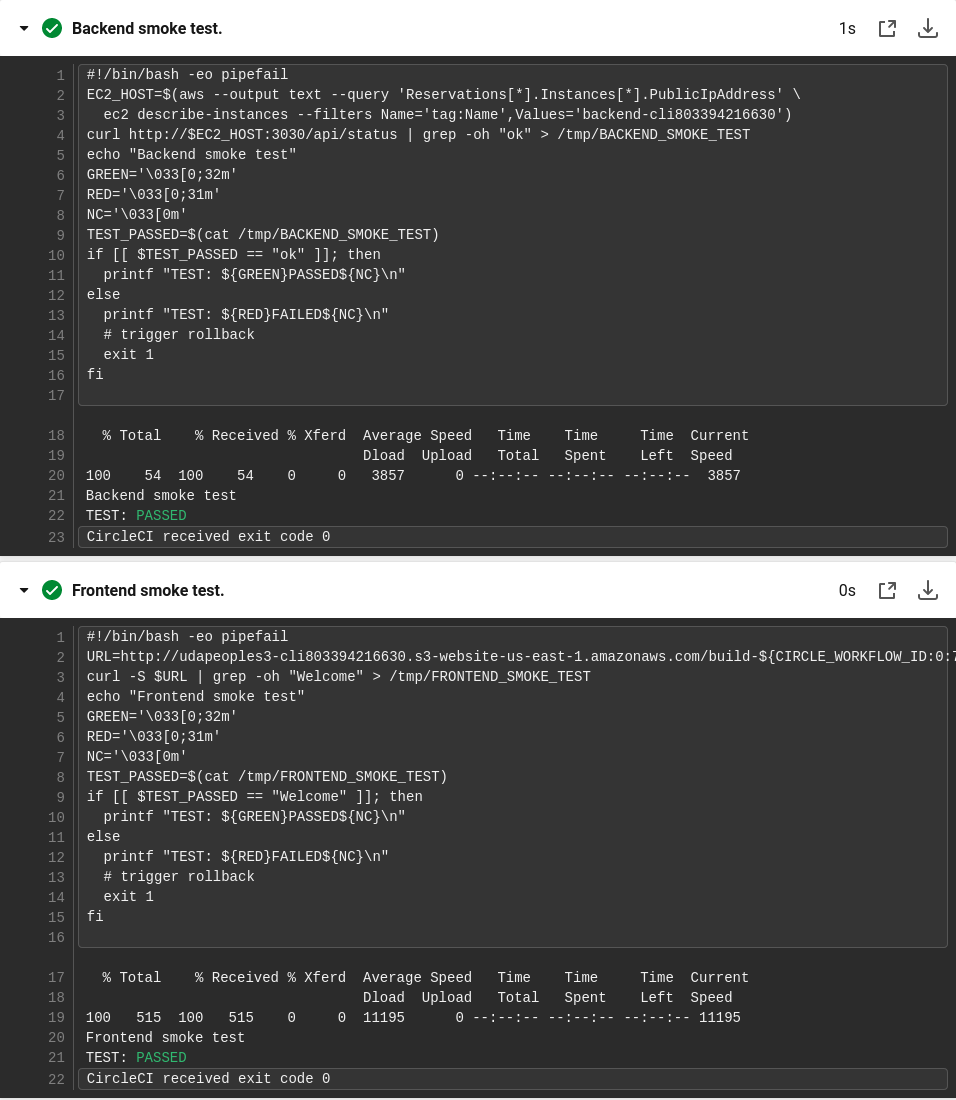 Backend smoke test. 1s
1 #!/bin/bash -eo pipefail
2 EC2_HOST=$(aws --output text --query 'Reservations[*].Instances[*].PublicIpAddress' \
3   ec2 describe-instances --filters Name='tag:Name',Values='backend-cli803394216630')
4 curl http://$EC2_HOST:3030/api/status | grep -oh "ok" > /tmp/BACKEND_SMOKE_TEST
5 echo "Backend smoke test"
6 GREEN='\033[0;32m'
7 RED='\033[0;31m'
8 NC='\033[0m'
9 TEST_PASSED=$(cat /tmp/BACKEND_SMOKE_TEST)
10 if [[ $TEST_PASSED == "ok" ]]; then
11   printf "TEST: ${GREEN}PASSED${NC}\n"
12 else
13   printf "TEST: ${RED}FAILED${NC}\n"
14   # trigger rollback
15   exit 1
16 fi
17
18   % Total    % Received % Xferd  Average Speed   Time    Time     Time  Current
19                                  Dload  Upload   Total   Spent    Left  Speed
20 100    54  100    54    0     0   3857      0 --:--:-- --:--:-- --:--:--  3857
21 Backend smoke test
22 TEST: PASSED
23 CircleCI received exit code 0
Frontend smoke test. 0s
1 #!/bin/bash -eo pipefail
2 URL=http://udapeoples3-cli803394216630.s3-website-us-east-1.amazonaws.com/build-${CIRCLE_WORKFLOW_ID:0:7
3 curl -S $URL | grep -oh "Welcome" > /tmp/FRONTEND_SMOKE_TEST
4 echo "Frontend smoke test"
5 GREEN='\033[0;32m'
6 RED='\033[0;31m'
7 NC='\033[0m'
8 TEST_PASSED=$(cat /tmp/FRONTEND_SMOKE_TEST)
9 if [[ $TEST_PASSED == "Welcome" ]]; then
10   printf "TEST: ${GREEN}PASSED${NC}\n"
11 else
12   printf "TEST: ${RED}FAILED${NC}\n"
13   # trigger rollback
14   exit 1
15 fi
16
17   % Total    % Received % Xferd  Average Speed   Time    Time     Time  Current
18                                  Dload  Upload   Total   Spent    Left  Speed
19 100   515  100   515    0     0  11195      0 --:--:-- --:--:-- --:--:-- 11195
20 Frontend smoke test
21 TEST: PASSED
22 CircleCI received exit code 0